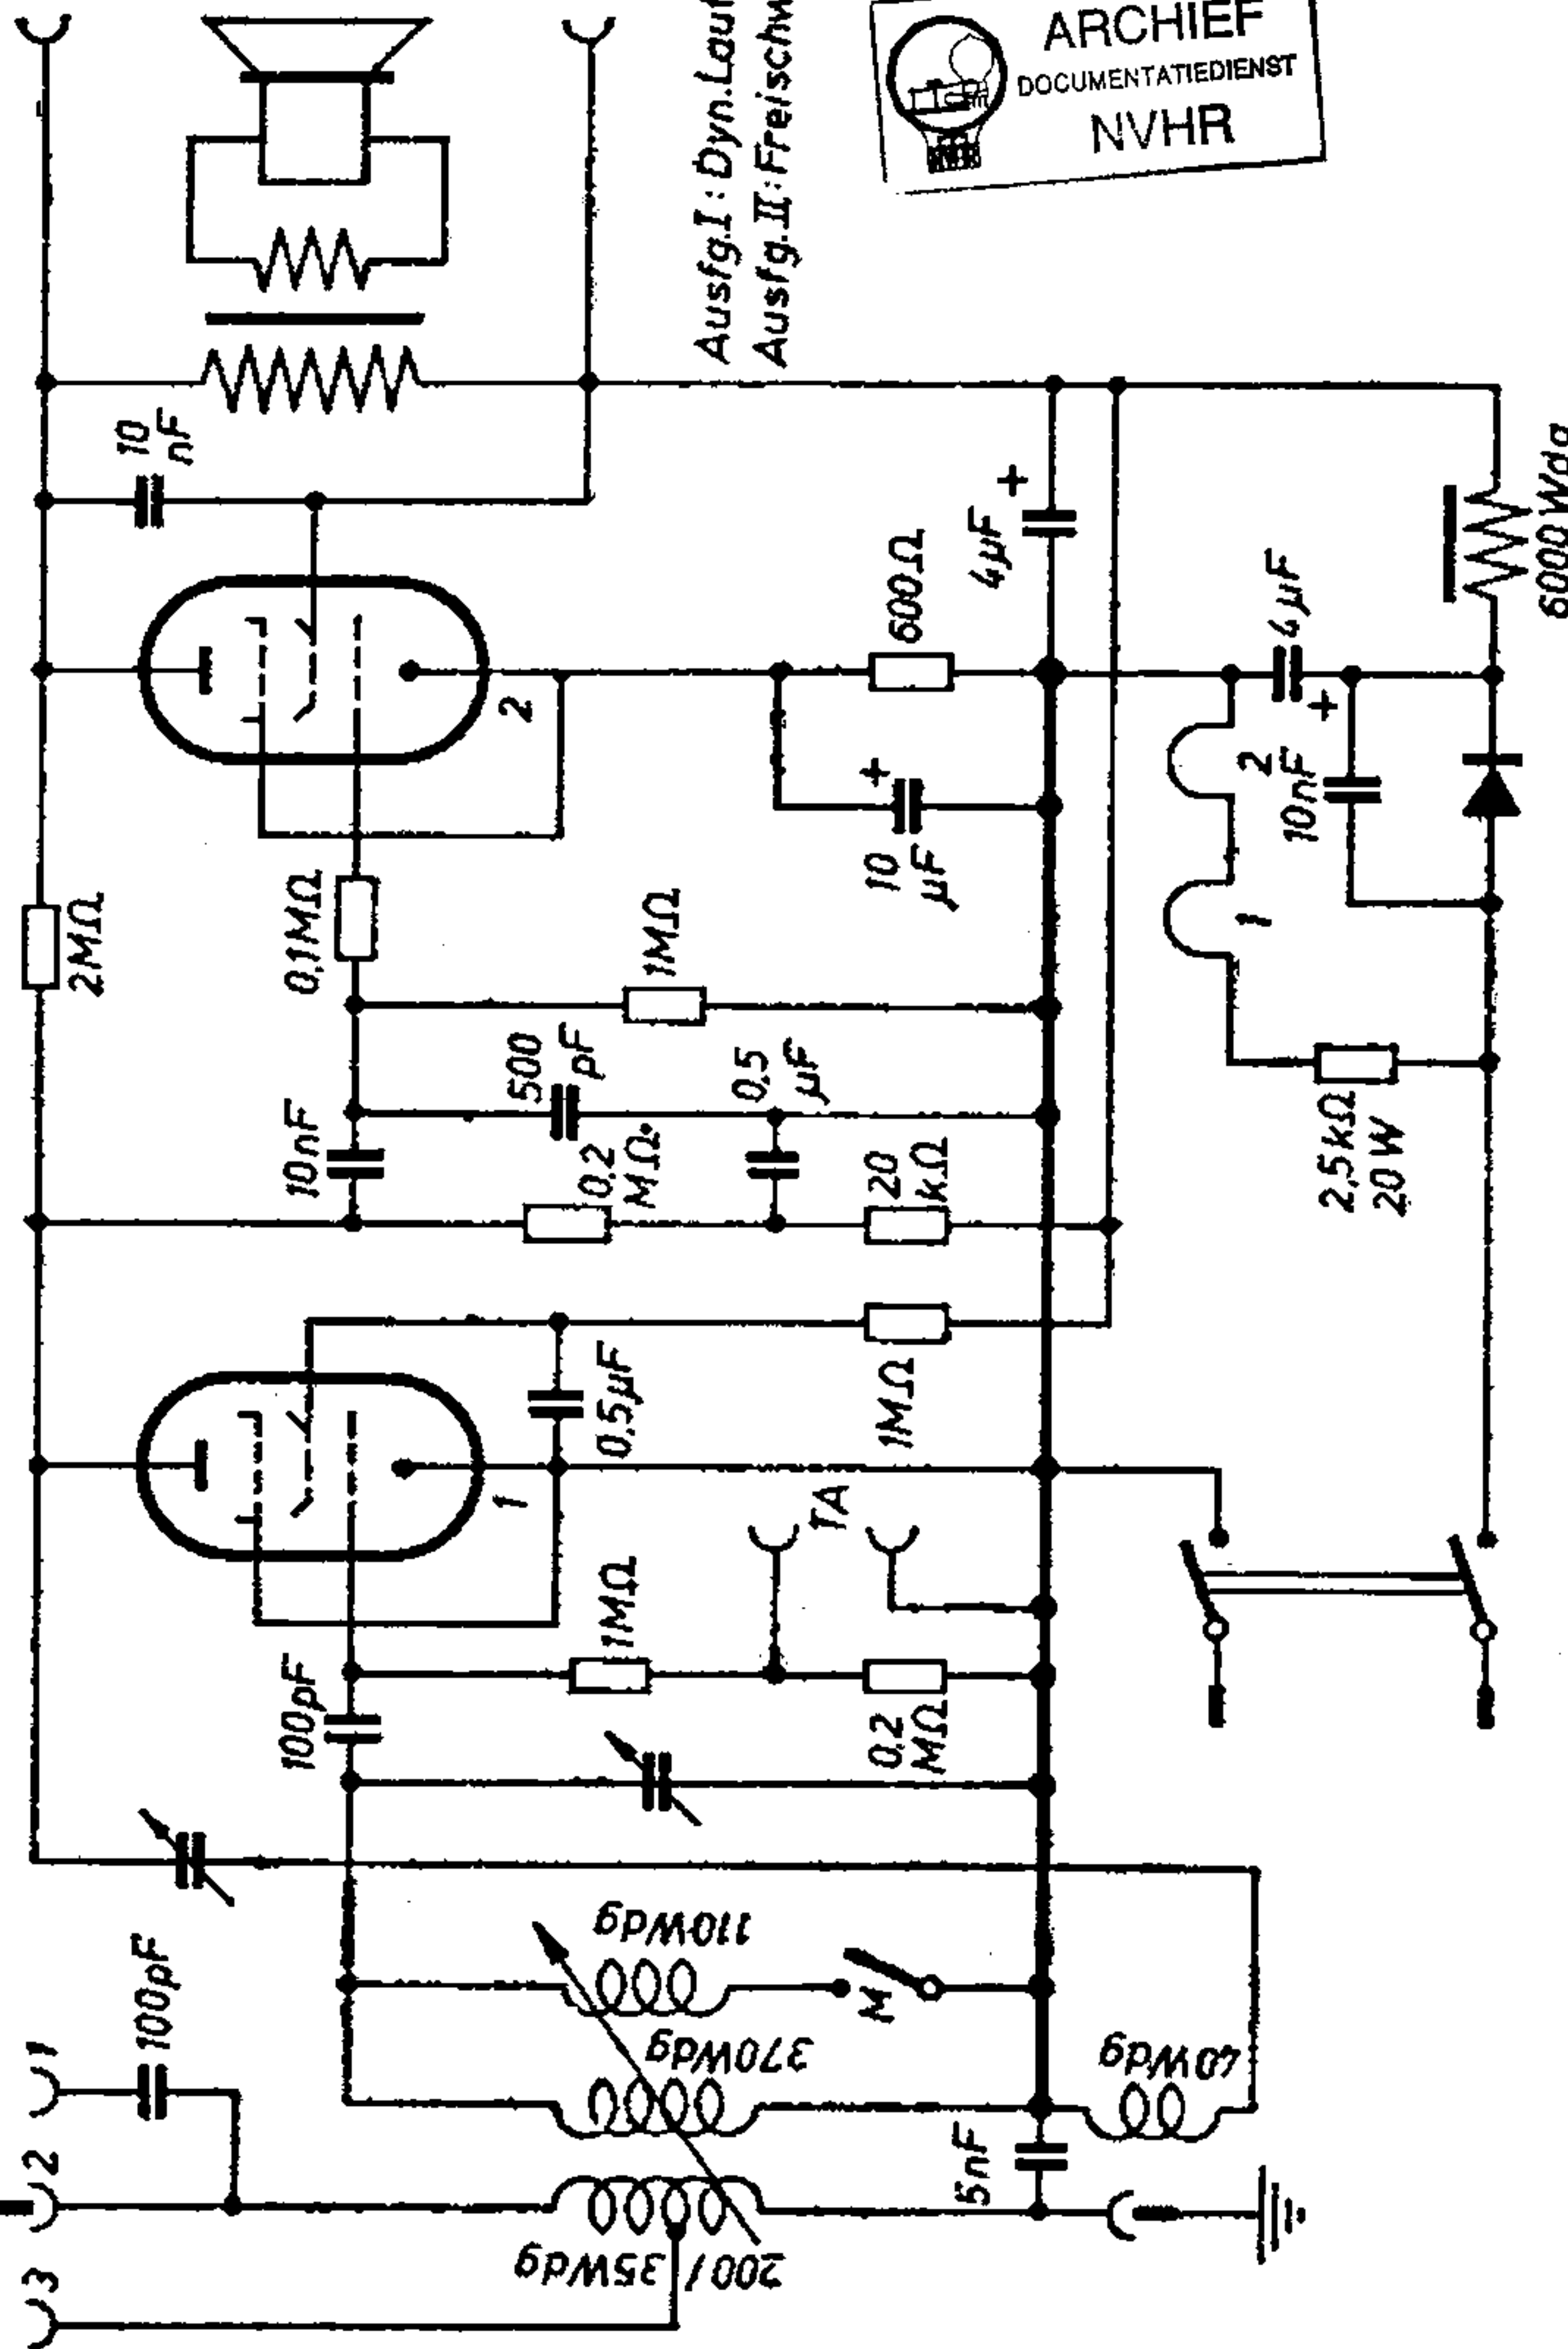 Ausfg.I: Dyn.Laut
Ausfg.II: Freischw
ARCHIEF
DOCUMENTATIEDIENST
NVHR
10
nF
2
2MΩ
0,1MΩ
1MΩ
10
µF
+
600Ω
4µF
+
4µF
+
2
10nF
1
6000 Wdg
2,5kΩ
20W
10nF
500
pF
0,2
MΩ
0,5
µF
20
kΩ
1
0,5µF
1MΩ
TA
1MΩ
100pF
0,2
MΩ
110Wdg
M
370Wdg
40Wdg
100pF
1
2
3
200/35Wdg
5nF